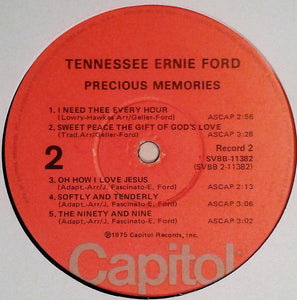 TENNESSEE ERNIE FORD
PRECIOUS MEMORIES
1. I NEED THEE EVERY HOUR
(Lowry-Hawkes Arr/Geller-Ford) ASCAP 2:56
2. SWEET PEACE THE GIFT OF GOD'S LOVE
(Trad.Arr/Geller-Ford) ASCAP 3:28
2
Record 2
SVBB-11382
(SVBB 2-11382)
3. OH HOW I LOVE JESUS
(Adapt.-Arr/J. Fascinato-E. Ford) ASCAP 2:13
4. SOFTLY AND TENDERLY
(Adapt.-Arr/J. Fascinato-E. Ford) ASCAP 3:06
5. THE NINETY AND NINE
(Adapt.-Arr/J. Fascinato-E. Ford) ASCAP 3:02
℗1975 Capitol Records, Inc.
Capitol